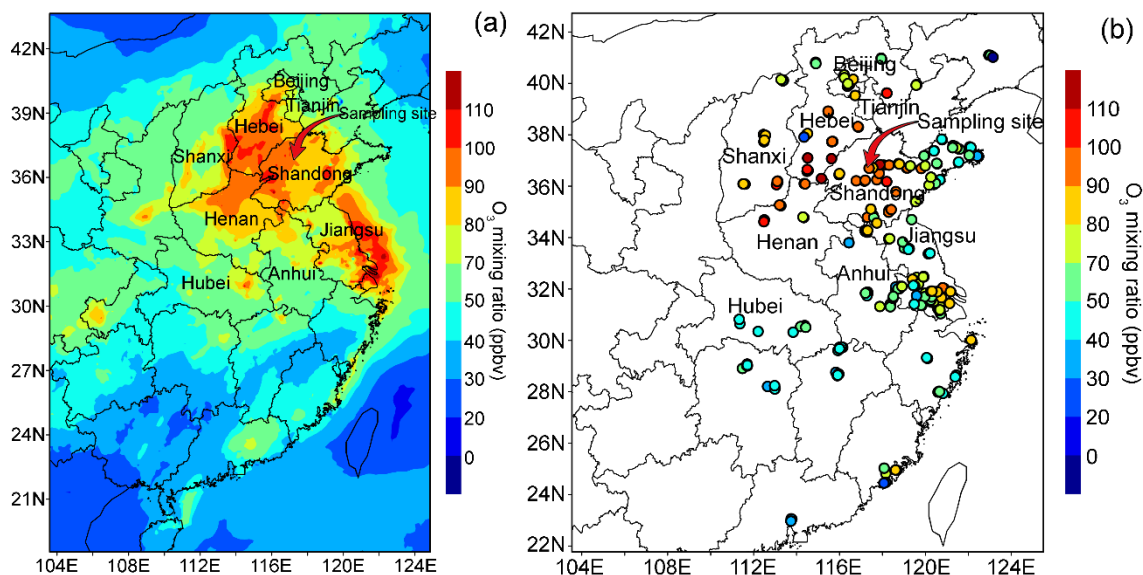 (a)
42N
39N
36N
33N
30N
27N
24N
21N
104E
108E
112E
116E
120E
124E
Beijing
Tianjin
Hebei
Sampling site
Shanxi
Shandong
Henan
Jiangsu
Anhui
Hubei
110
100
90
80
70
60
50
40
30
20
0
O3 mixing ratio (ppbv)
(b)
42N
40N
38N
36N
34N
32N
30N
28N
26N
24N
22N
104E
108E
112E
116E
120E
124E
Beijing
Tianjin
Hebei
Sampling site
Shanxi
Shandong
Henan
Jiangsu
Anhui
Hubei
110
100
90
80
70
60
50
40
30
20
0
O3 mixing ratio (ppbv)